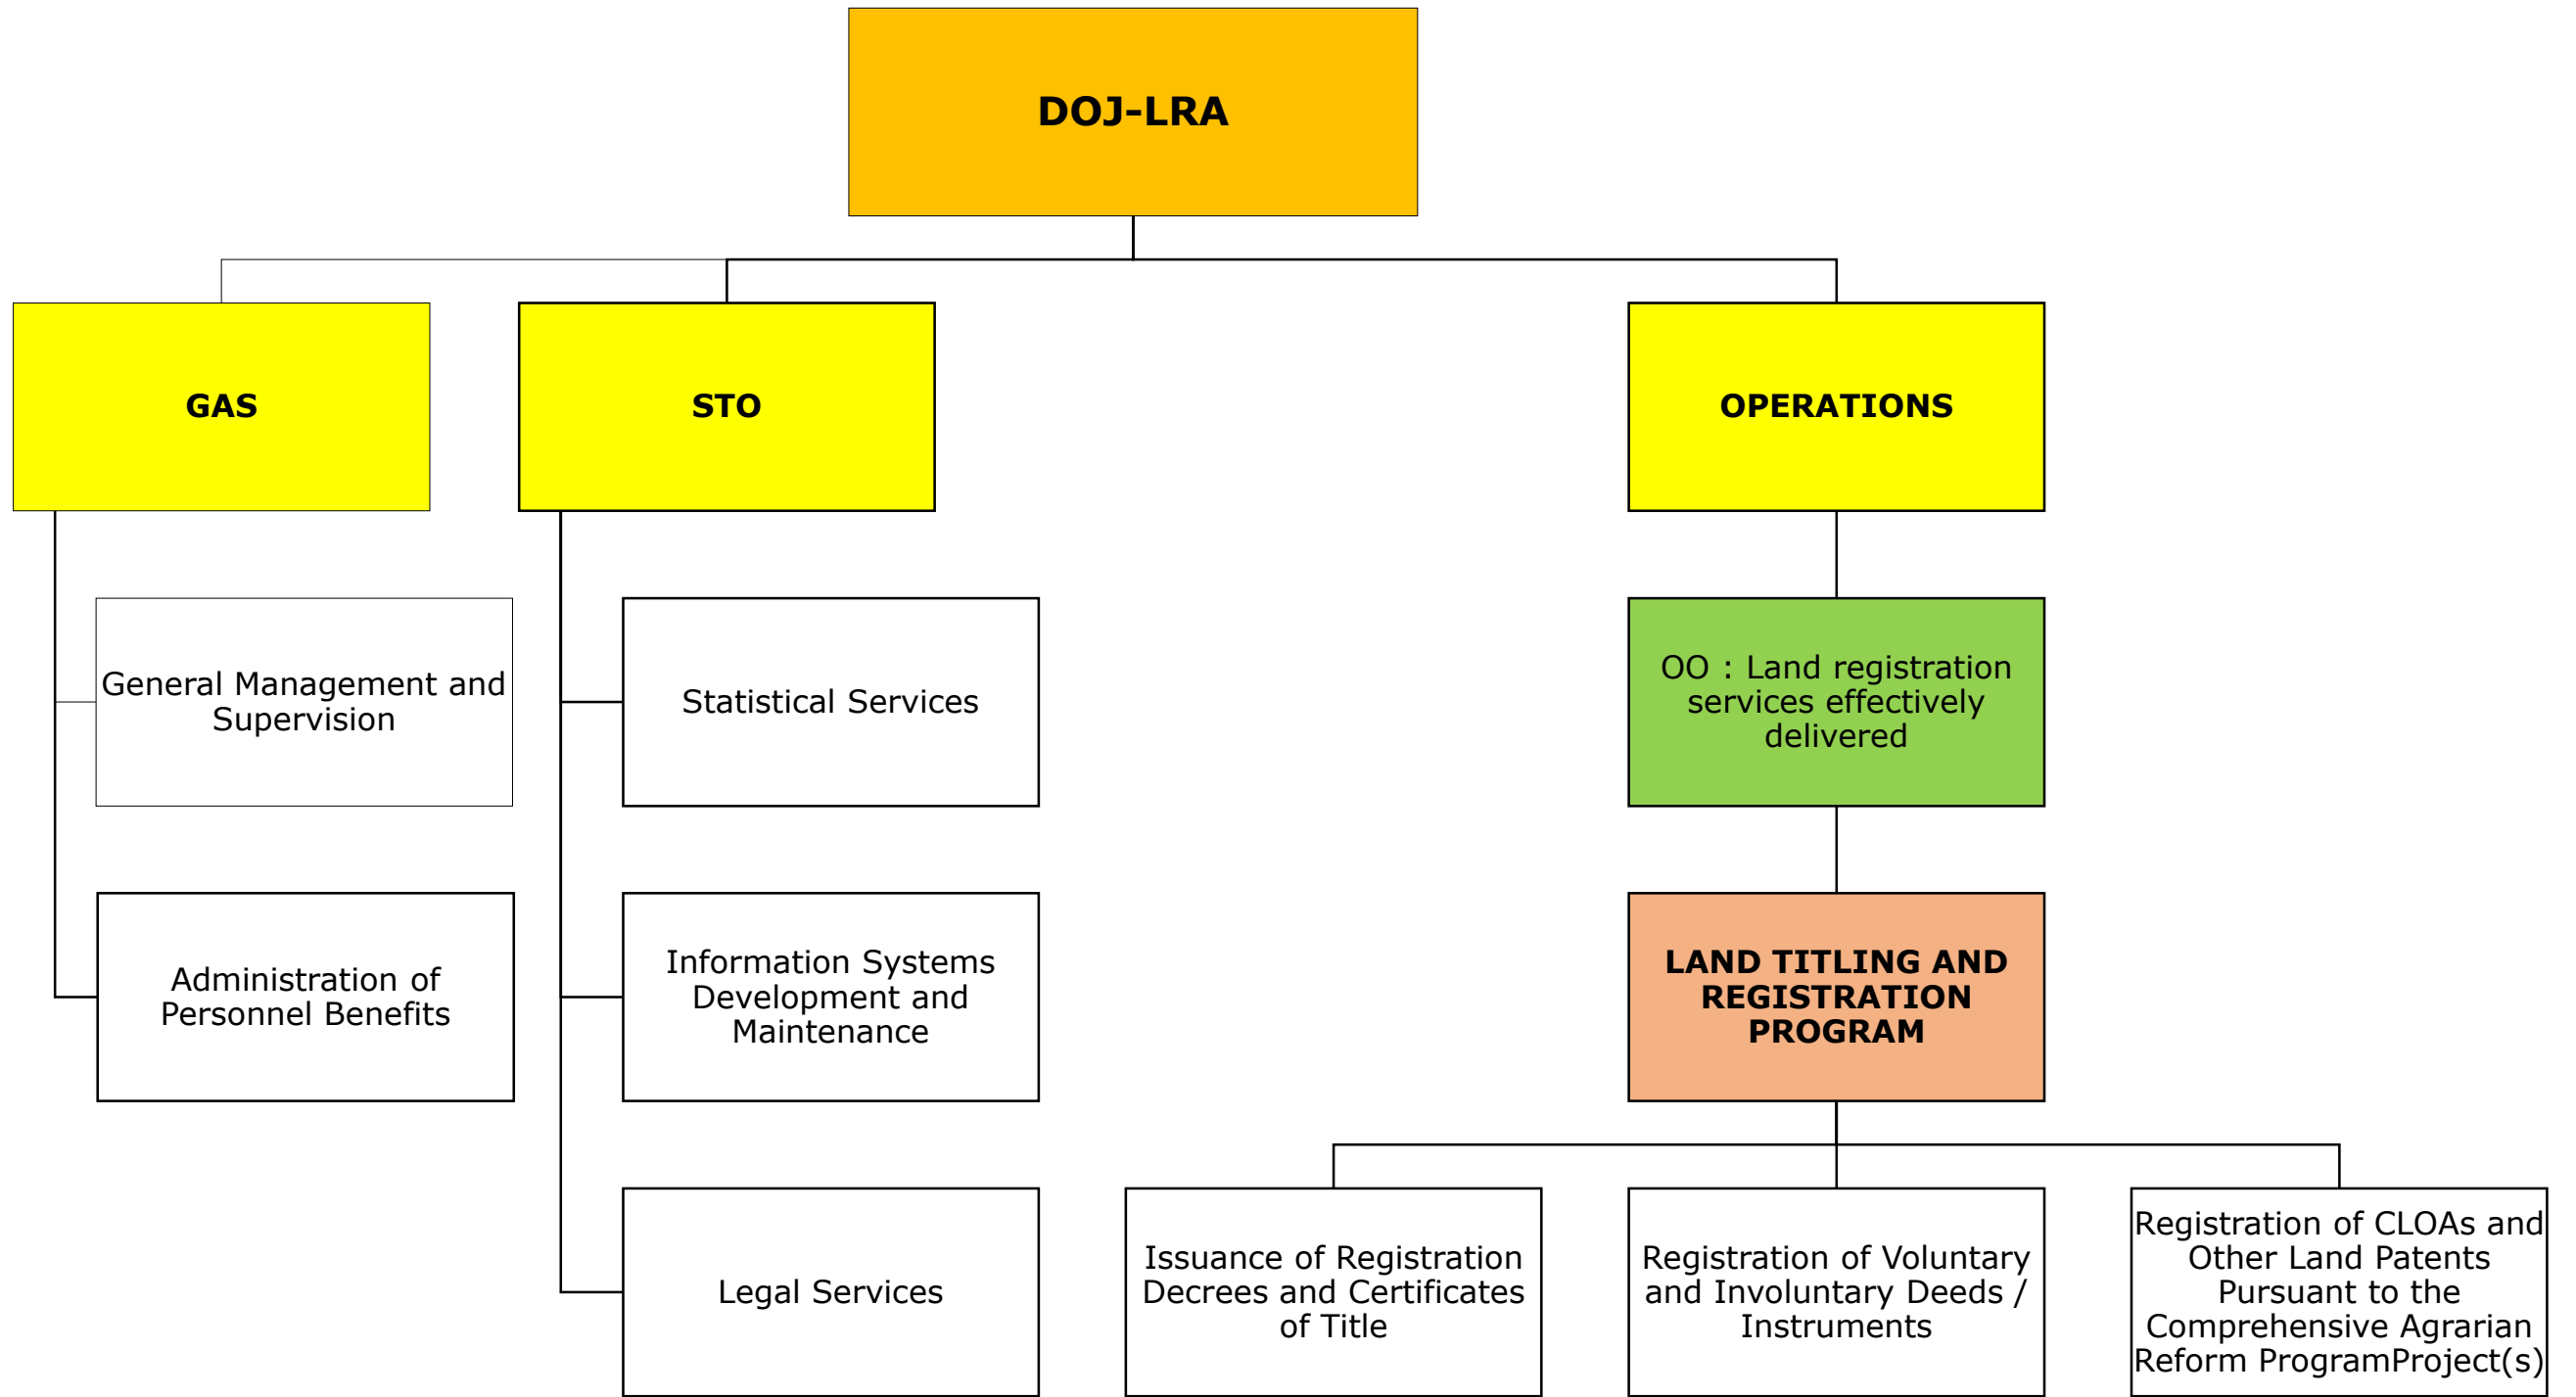 DOJ-LRA
GAS
STO
OPERATIONS
General Management and
Supervision
Statistical Services
OO : Land registration
services effectively
delivered
Administration of
Personnel Benefits
Information Systems
Development and
Maintenance
LAND TITLING AND
REGISTRATION
PROGRAM
Legal Services
Issuance of Registration
Decrees and Certificates
of Title
Registration of Voluntary
and Involuntary Deeds /
Instruments
Registration of CLOAs and
Other Land Patents
Pursuant to the
Comprehensive Agrarian
Reform ProgramProject(s)